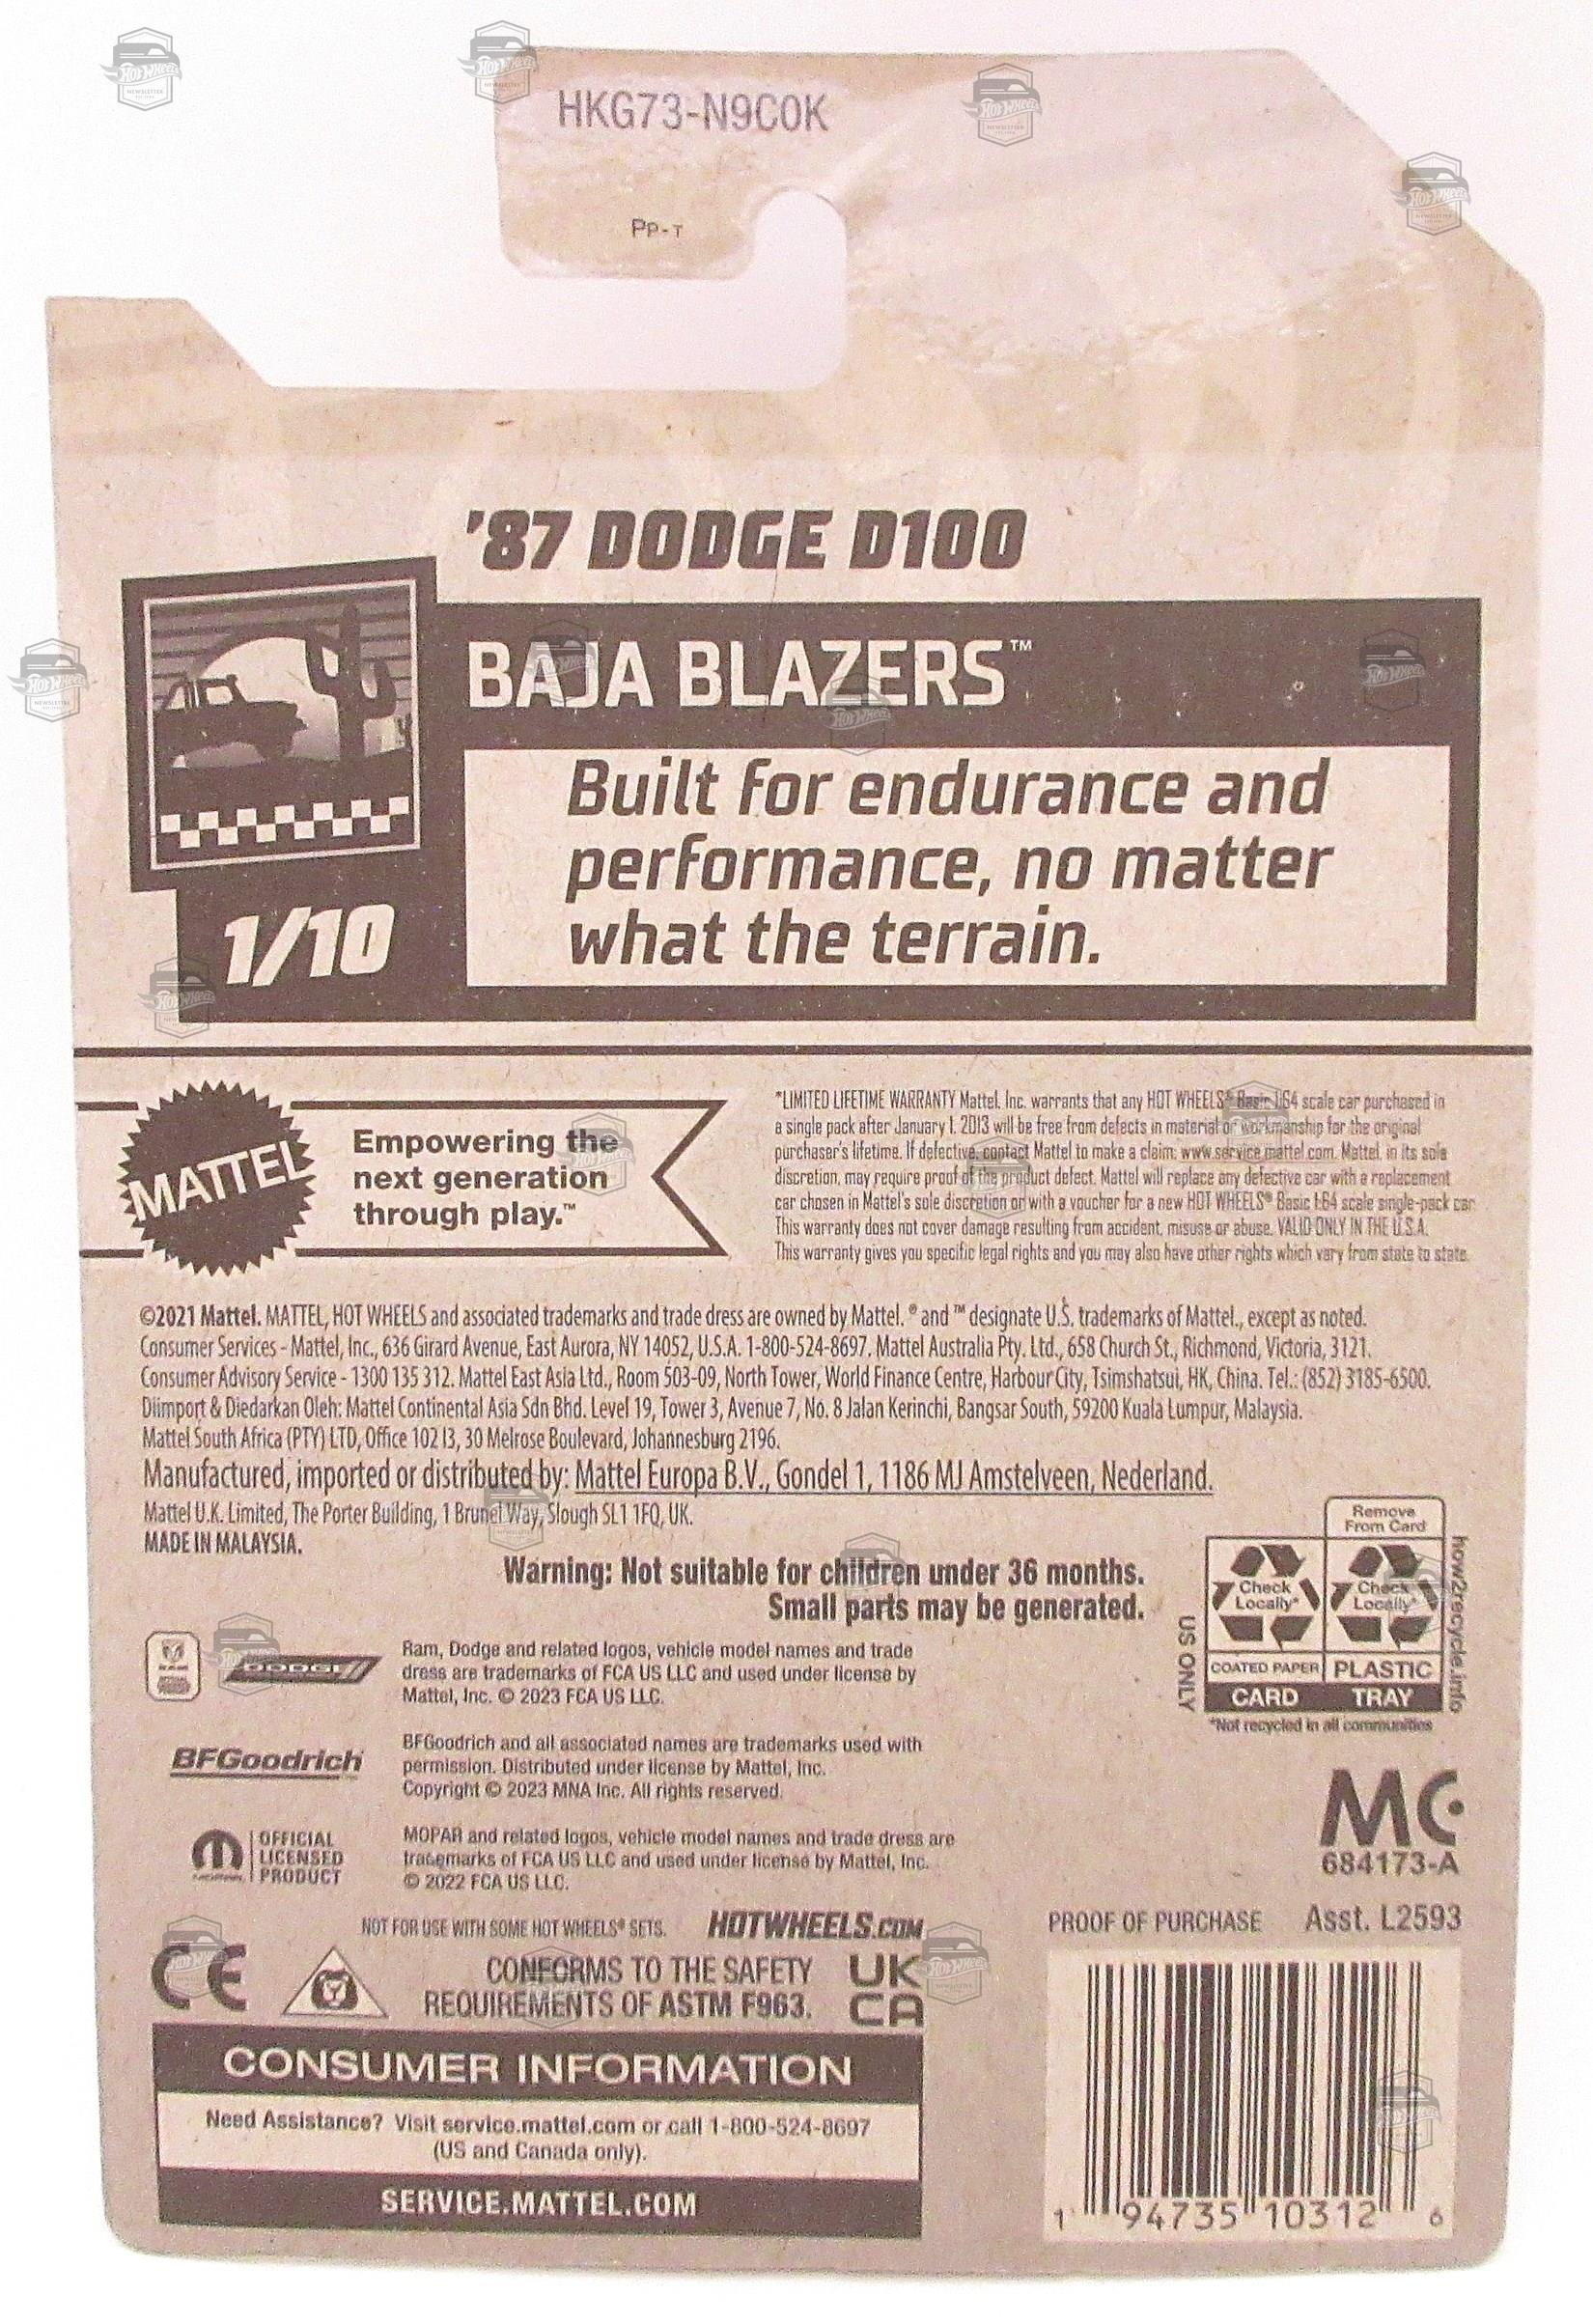 HKG73-N9C0K
PP-T
'87 DODGE D100
BAJA BLAZERS™
Built for endurance and
performance, no matter
what the terrain.
1/10
MATTEL
Empowering the
next generation
through play.™
*LIMITED LIFETIME WARRANTY Mattel, Inc. warrants that any HOT WHEELS® Basic 1:64 scale car purchased in
a single pack after January 1, 2013 will be free from defects in material or workmanship for the original
purchaser's lifetime. If defective, contact Mattel to make a claim: www.service.mattel.com. Mattel, in its sole
discretion, may require proof of the product defect. Mattel will replace any defective car with a replacement
car chosen in Mattel's sole discretion or with a voucher for a new HOT WHEELS® Basic 1:64 scale single-pack car.
This warranty does not cover damage resulting from accident, misuse or abuse. VALID ONLY IN THE U.S.A.
This warranty gives you specific legal rights and you may also have other rights which vary from state to state.
©2021 Mattel. MATTEL, HOT WHEELS and associated trademarks and trade dress are owned by Mattel. ® and ™ designate U.S. trademarks of Mattel., except as noted.
Consumer Services - Mattel, Inc., 636 Girard Avenue, East Aurora, NY 14052, U.S.A. 1-800-524-8697. Mattel Australia Pty. Ltd., 658 Church St., Richmond, Victoria, 3121.
Consumer Advisory Service - 1300 135 312. Mattel East Asia Ltd., Room 503-09, North Tower, World Finance Centre, Harbour City, Tsimshatsui, HK, China. Tel.: (852) 3185-6500.
Diimport & Diedarkan Oleh: Mattel Continental Asia Sdn Bhd. Level 19, Tower 3, Avenue 7, No. 8 Jalan Kerinchi, Bangsar South, 59200 Kuala Lumpur, Malaysia.
Mattel South Africa (PTY) LTD, Office 102 I3, 30 Melrose Boulevard, Johannesburg 2196.
Manufactured, imported or distributed by: Mattel Europa B.V., Gondel 1, 1186 MJ Amstelveen, Nederland.
Mattel U.K. Limited, The Porter Building, 1 Brunel Way, Slough SL1 1FQ, UK.
MADE IN MALAYSIA.
Warning: Not suitable for children under 36 months.
Small parts may be generated.
Remove
From Card
Check
Locally*
Check
Locally*
COATED PAPER PLASTIC
CARD TRAY
US ONLY
how2recycle.info
*Not recycled in all communities
DODGE
Ram, Dodge and related logos, vehicle model names and trade
dress are trademarks of FCA US LLC and used under license by
Mattel, Inc. © 2023 FCA US LLC.
BFGoodrich
BFGoodrich and all associated names are trademarks used with
permission. Distributed under license by Mattel, Inc.
Copyright © 2023 MNA Inc. All rights reserved.
OFFICIAL
LICENSED
PRODUCT
MOPAR and related logos, vehicle model names and trade dress are
trademarks of FCA US LLC and used under license by Mattel, Inc.
© 2022 FCA US LLC.
MC
684173-A
NOT FOR USE WITH SOME HOT WHEELS® SETS.
HOTWHEELS.COM
PROOF OF PURCHASE Asst. L2593
CE
CONFORMS TO THE SAFETY
REQUIREMENTS OF ASTM F963.
UK
CA
CONSUMER INFORMATION
Need Assistance? Visit service.mattel.com or call 1-800-524-8697
(US and Canada only).
SERVICE.MATTEL.COM
1 94735 10312 6